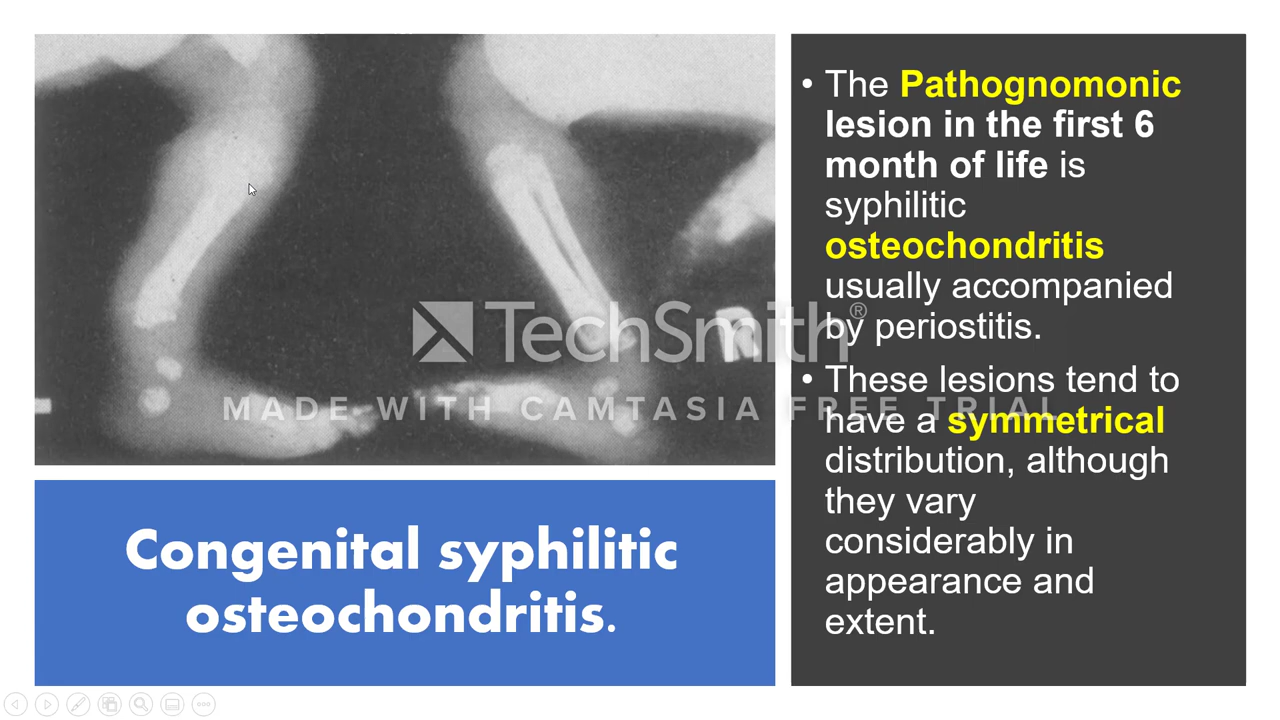 • The Pathognomonic
lesion in the first 6
month of life is
syphilitic
osteochondritis
usually accompanied
by periostitis.
• These lesions tend to
have a symmetrical
distribution, although
they vary
considerably in
appearance and
extent.
R
TechSmith®
MADE WITH CAMTASIA FREE TRIAL
Congenital syphilitic
osteochondritis.